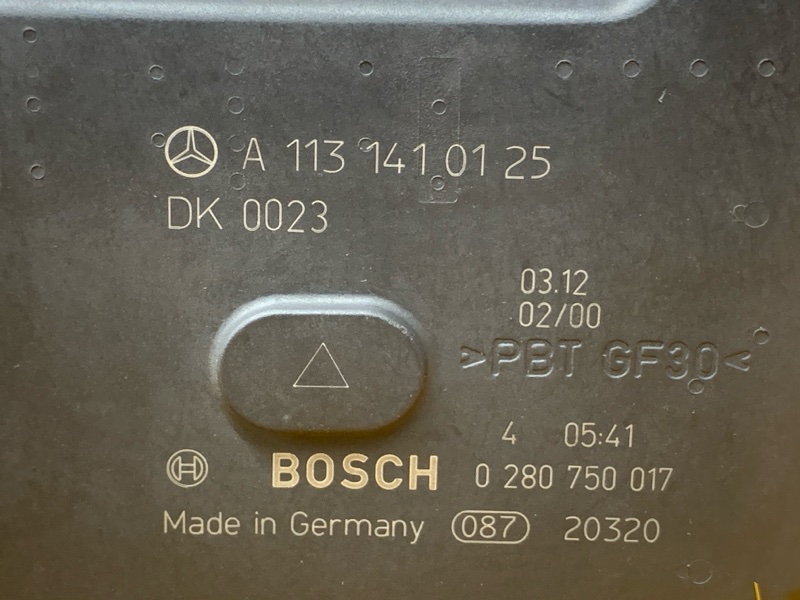 A 113 141 01 25
DK 0023
03.12
02/00
>PBT GF30<
4 05:41
BOSCH 0 280 750 017
Made in Germany 087 20320